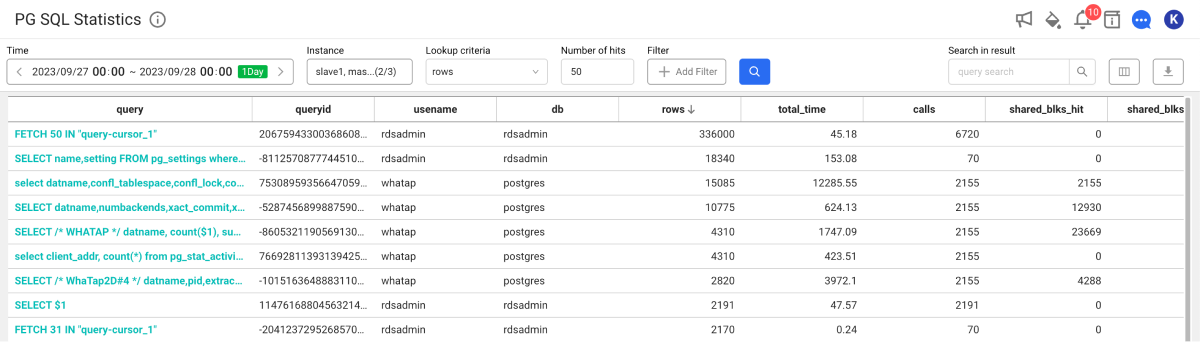 PG SQL Statistics
10
K
Time
Instance
Lookup criteria
Number of hits
Filter
Search in result
2023/09/27 00:00 ~ 2023/09/28 00:00 1Day
slave1, mas...(2/3)
rows
50
Add Filter
query search
query queryid usename db rows ↓ total_time calls shared_blks_hit shared_blks
FETCH 50 IN "query-cursor_1" 20675943300368608... rdsadmin rdsadmin 336000 45.18 6720 0
SELECT name,setting FROM pg_settings where... -8112570877744510... rdsadmin rdsadmin 18340 153.08 70 0
select datname,confl_tablespace,confl_lock,co... 75308959356647059... whatap postgres 15085 12285.55 2155 2155
SELECT datname,numbackends,xact_commit,x... -5287456899887590... whatap postgres 10775 624.13 2155 12930
SELECT /* WHATAP */ datname, count($1), su... -8605321190569130... whatap postgres 4310 1747.09 2155 23669
select client_addr, count(*) from pg_stat_activi... 76692811393139425... whatap postgres 4310 423.51 2155 0
SELECT /* WhaTap2D#4 */ datname,pid,extrac... -1015163648883110... whatap postgres 2820 3972.1 2155 4288
SELECT $1 11476168804563214... rdsadmin rdsadmin 2191 47.57 2191 0
FETCH 31 IN "query-cursor_1" -2041237295268570... rdsadmin rdsadmin 2170 0.24 70 0